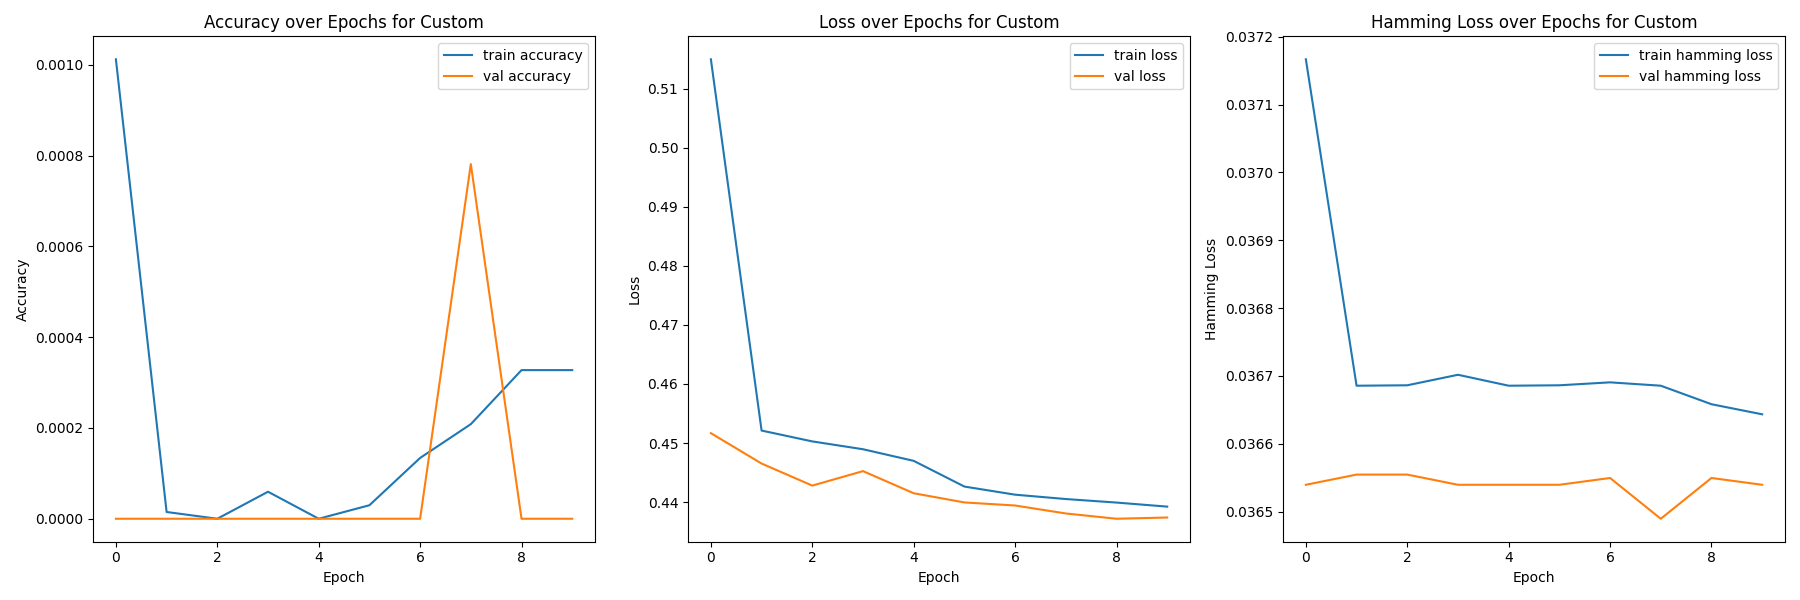 Accuracy over Epochs for Custom
train accuracy
val accuracy
0.0010
0.0008
0.0006
0.0004
0.0002
0.0000
Accuracy
0 2 4 6 8
Epoch
Loss over Epochs for Custom
train loss
val loss
0.51
0.50
0.49
0.48
0.47
0.46
0.45
0.44
Loss
0 2 4 6 8
Epoch
Hamming Loss over Epochs for Custom
train hamming loss
val hamming loss
0.0372
0.0371
0.0370
0.0369
0.0368
0.0367
0.0366
0.0365
Hamming Loss
0 2 4 6 8
Epoch